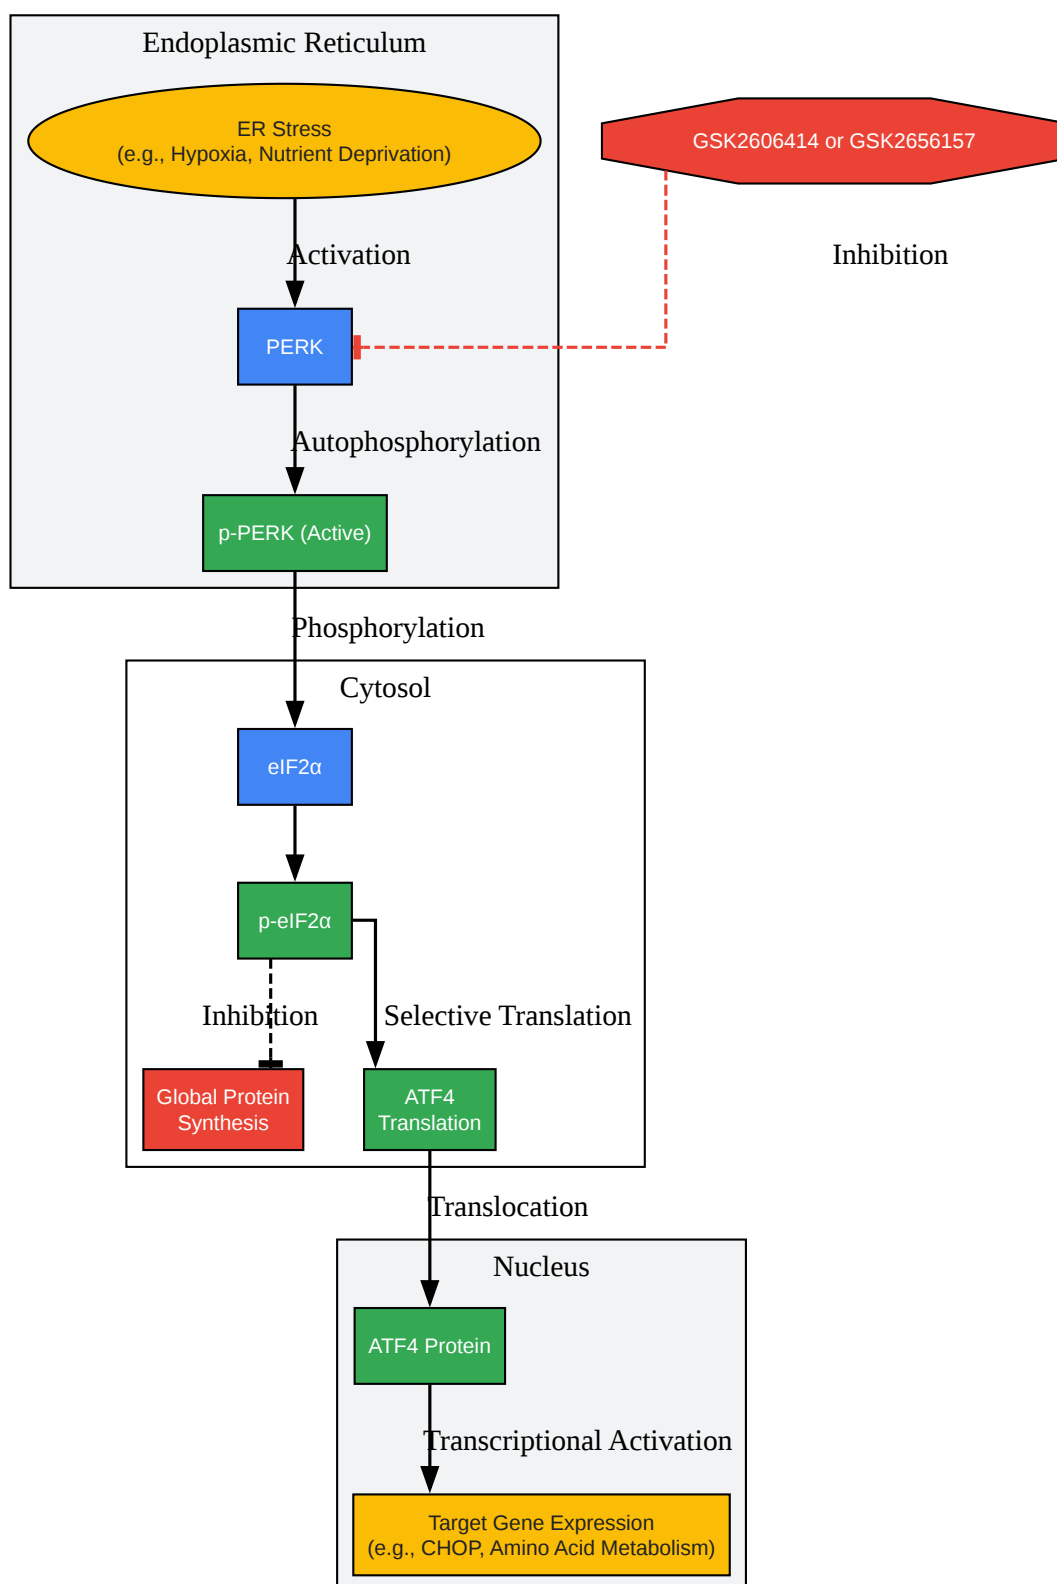 Endoplasmic Reticulum
ER Stress
(e.g., Hypoxia, Nutrient Deprivation)
GSK2606414 or GSK2656157
Activation
Inhibition
PERK
Autophosphorylation
p-PERK (Active)
Phosphorylation
Cytosol
eIF2α
p-eIF2α
Inhibition
Selective Translation
Global Protein
Synthesis
ATF4
Translation
Translocation
Nucleus
ATF4 Protein
Transcriptional Activation
Target Gene Expression
(e.g., CHOP, Amino Acid Metabolism)